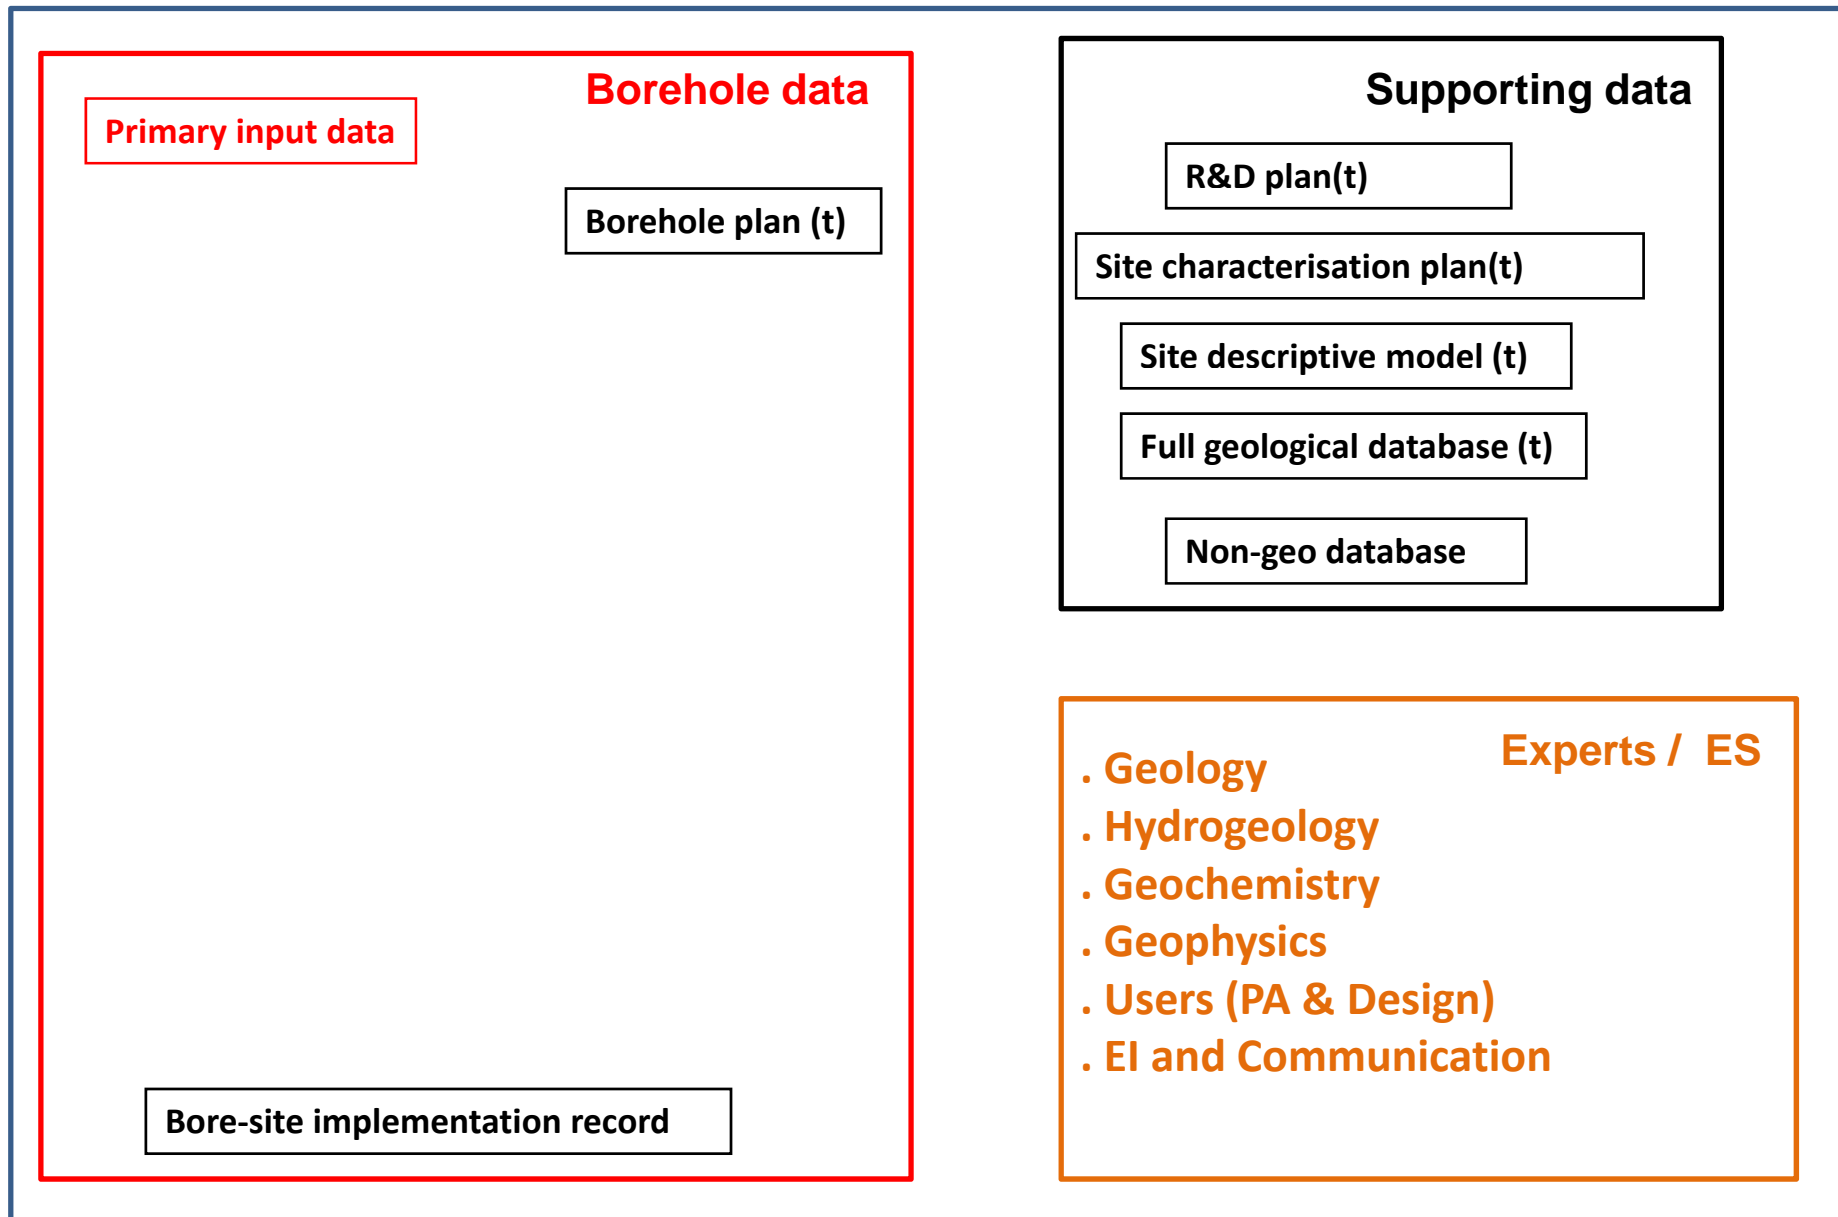 Borehole data
Primary input data
Borehole plan (t)
Bore-site implementation record
Supporting data
R&D plan(t)
Site characterisation plan(t)
Site descriptive model (t)
Full geological database (t)
Non-geo database
Experts / ES
. Geology
. Hydrogeology
. Geochemistry
. Geophysics
. Users (PA & Design)
. EI and Communication